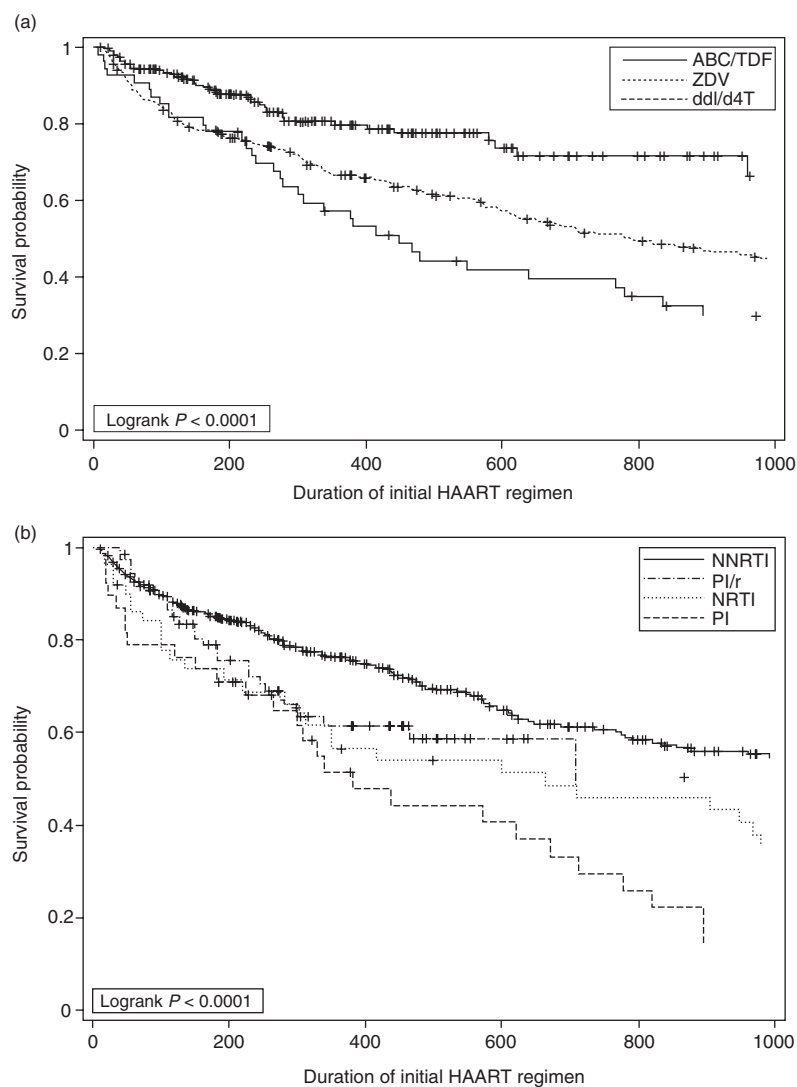 (a)
1
0.8
0.6
0.4
0.2
0
Survival probability
ABC/TDF
ZDV
ddI/d4T
Logrank P < 0.0001
0 200 400 600 800 1000
Duration of initial HAART regimen
(b)
1
0.8
0.6
0.4
0.2
0
Survival probability
NNRTI
PI/r
NRTI
PI
Logrank P < 0.0001
0 200 400 600 800 1000
Duration of initial HAART regimen